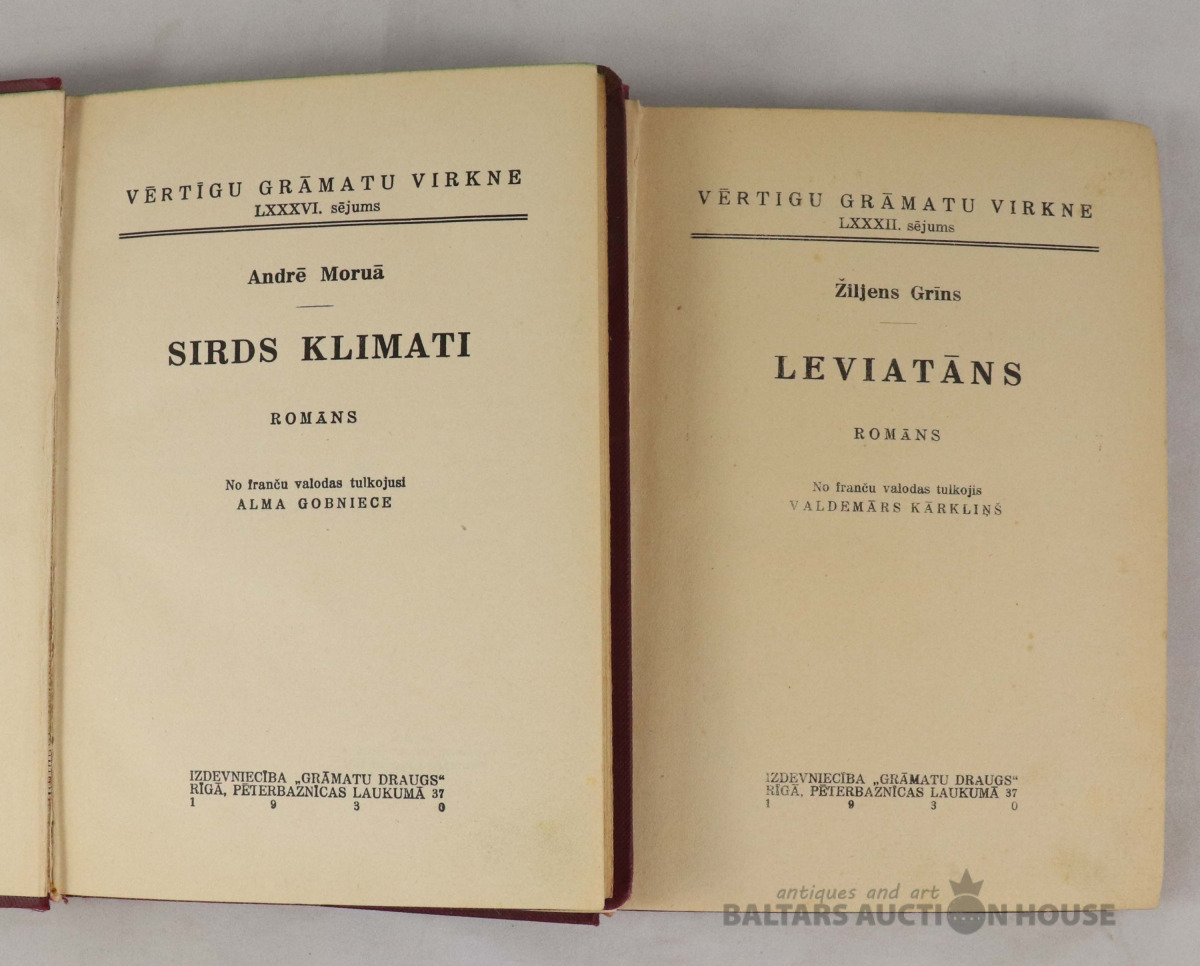 VĒRTĪGU GRĀMATU VIRKNE
LXXXVI. sējums
Andrē Moruā
SIRDS KLIMATI
ROMĀNS
No franču valodas tulkojusi
ALMA GOBNIECE
IZDEVNIECĪBA „GRĀMATU DRAUGS“
RĪGĀ, PĒTERBAZNĪCAS LAUKUMĀ 37
1 9 3 0
VĒRTIGU GRĀMATU VIRKNE
LXXXII. sējums
Žiljens Grīns
LEVIATĀNS
ROMĀNS
No franču valodas tulkojis
VALDEMĀRS KĀRKLIŅŠ
IZDEVNIECĪBA „GRĀMATU DRAUGS“
RĪGĀ, PĒTERBAZNĪCAS LAUKUMĀ 37
1 9 3 0
antiques and art
BALTARS AUCTION HOUSE